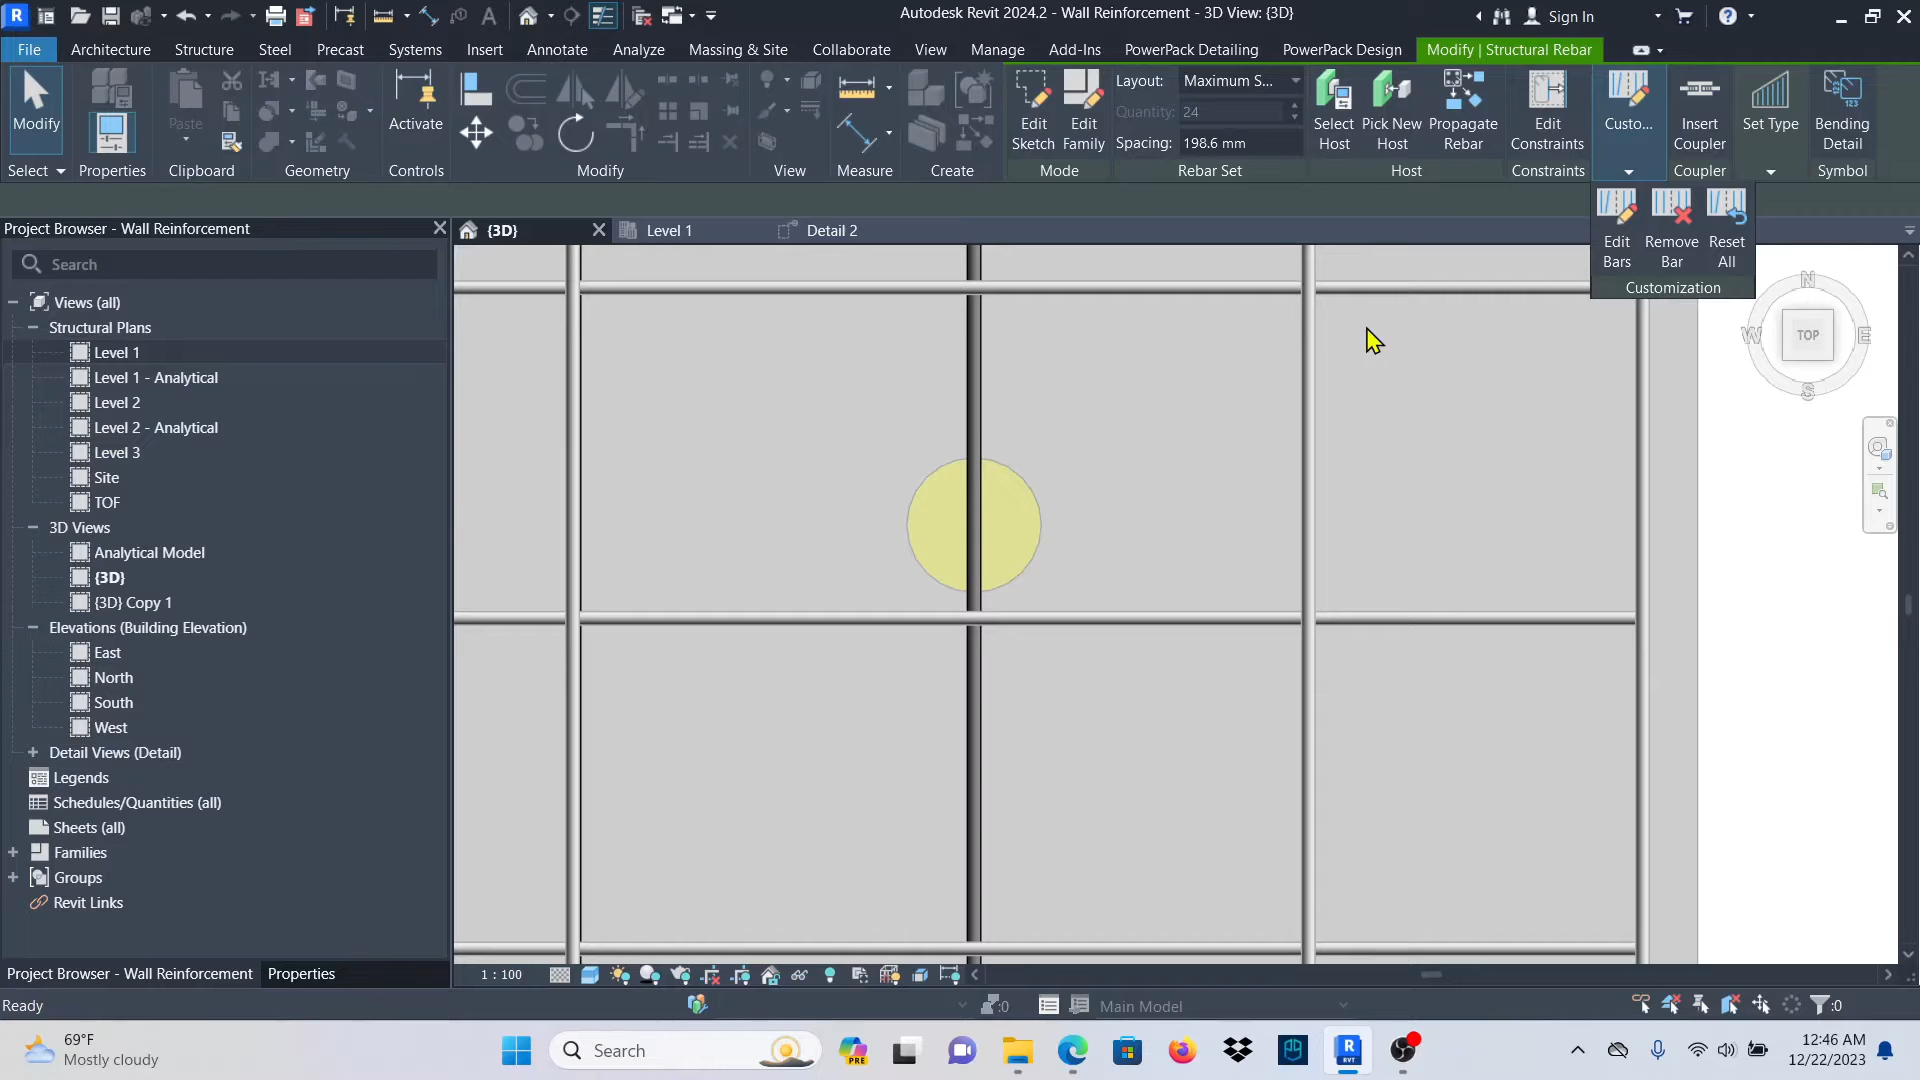 Autodesk Revit 2024.2 - Wall Reinforcement - 3D View: {3D}
Sign In
File Architecture Structure Steel Precast Systems Insert Annotate Analyze Massing & Site Collaborate View Manage Add-Ins PowerPack Detailing PowerPack Design Modify | Structural Rebar
Modify
Paste
Activate
Edit Sketch
Edit Family
Layout: Maximum S...
Quantity: 24
Spacing: 198.6 mm
Select Host
Pick New Host
Propagate Rebar
Edit Constraints
Custo...
Insert Coupler
Set Type
Bending Detail
Select Properties Clipboard Geometry Controls Modify View Measure Create Mode Rebar Set Host Constraints Coupler Symbol
Edit Bars
Remove Bar
Reset All
Customization
Project Browser - Wall Reinforcement
{3D}
Level 1
Detail 2
Search
Views (all)
Structural Plans
Level 1
Level 1 - Analytical
Level 2
Level 2 - Analytical
Level 3
Site
TOF
3D Views
Analytical Model
{3D}
{3D} Copy 1
Elevations (Building Elevation)
East
North
South
West
Detail Views (Detail)
Legends
Schedules/Quantities (all)
Sheets (all)
Families
Groups
Revit Links
N
W TOP E
S
Project Browser - Wall Reinforcement Properties
1 : 100
Ready
:0
Main Model
:0
69°F
Mostly cloudy
Search
PRE
12:46 AM
12/22/2023